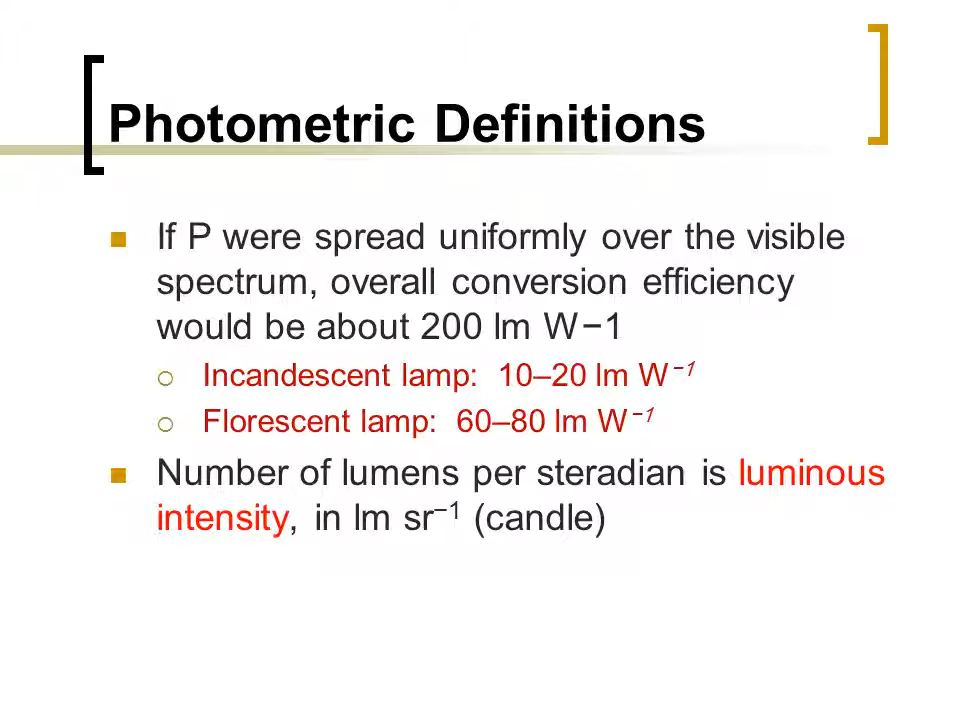 Photometric Definitions
If P were spread uniformly over the visible
spectrum, overall conversion efficiency
would be about 200 lm W−1
Incandescent lamp: 10–20 lm W⁻¹
Florescent lamp: 60–80 lm W⁻¹
Number of lumens per steradian is luminous
intensity, in lm sr⁻¹ (candle)